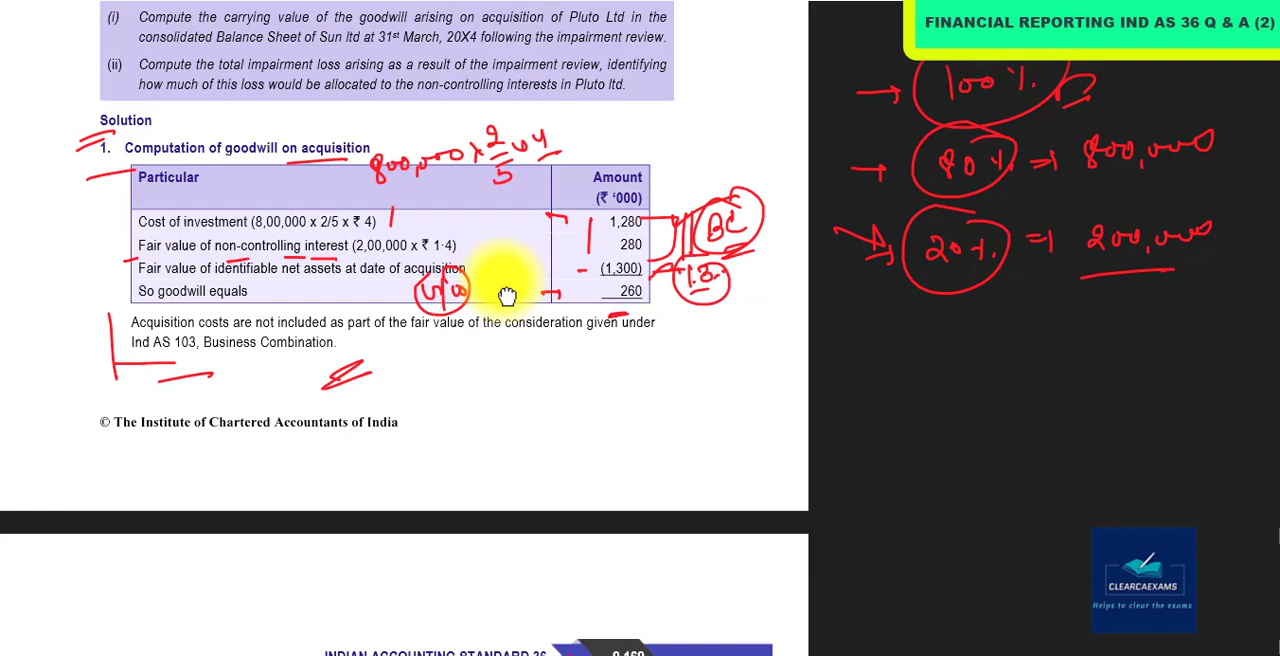 (i) Compute the carrying value of the goodwill arising on acquisition of Pluto Ltd in the
consolidated Balance Sheet of Sun ltd at 31st March, 20X4 following the impairment review.
(ii) Compute the total impairment loss arising as a result of the impairment review, identifying
how much of this loss would be allocated to the non-controlling interests in Pluto ltd.
Solution
1. Computation of goodwill on acquisition
800,000 × 2/5 × 4
Particular Amount
(₹ '000)
Cost of investment (8,00,000 x 2/5 x ₹ 4) 1,280
Fair value of non-controlling interest (2,00,000 x ₹ 1·4) 280
Fair value of identifiable net assets at date of acquisition (1,300)
So goodwill equals 260
BC
Acquisition costs are not included as part of the fair value of the consideration given under
Ind AS 103, Business Combination.
© The Institute of Chartered Accountants of India
INDIAN ACCOUNTING STANDARD 36 9.169
FINANCIAL REPORTING IND AS 36 Q & A (2)
→ 100%
→ 80% ⇒ 800,000
→ 20% ⇒ 200,000
CLEARCAEXAMS
Helps to clear the exams